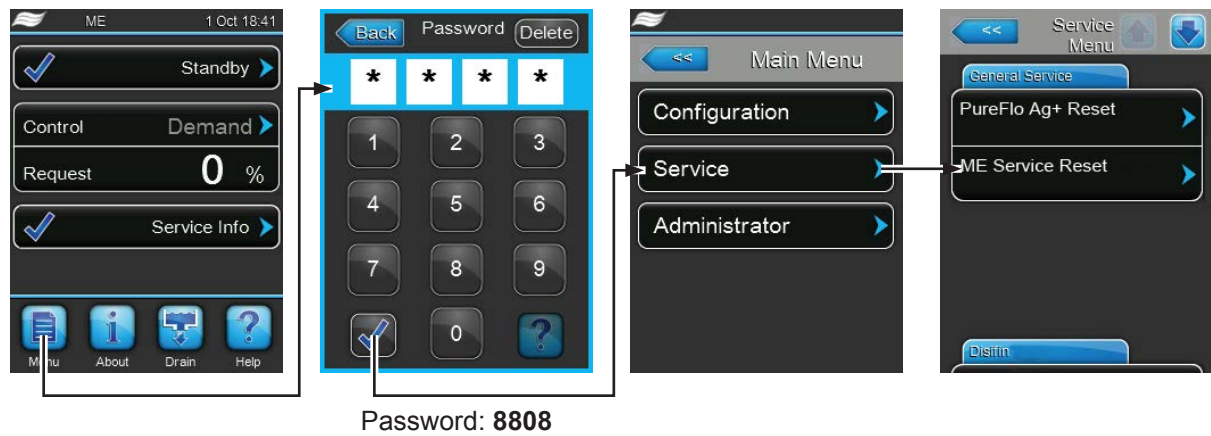 ME 1 Oct 18:41
Standby
Control Demand
Request 0 %
Service Info
Menu About Drain Help
Back Password Delete
* * * *
1 2 3
4 5 6
7 8 9
0 ?
Password: 8808
<< Main Menu
Configuration
Service
Administrator
<< Service
Menu
General Service
PureFlo Ag+ Reset
ME Service Reset
Disifin